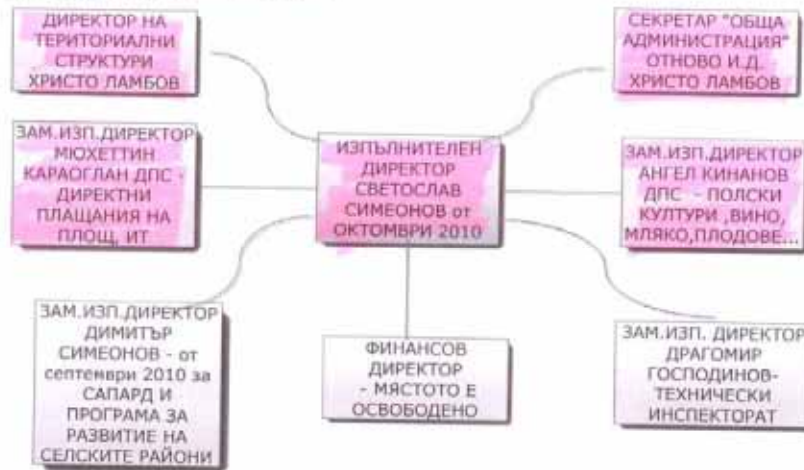 ДИРЕКТОР НА
ТЕРИТОРИАЛНИ
СТРУКТУРИ
ХРИСТО ЛАМБОВ
СЕКРЕТАР "ОБЩА
АДМИНИСТРАЦИЯ"
ОТНОВО И.Д.
ХРИСТО ЛАМБОВ
ЗАМ.ИЗП.ДИРЕКТОР
МЮХЕТТИН
КАРАОГЛАН ДПС -
ДИРЕКТНИ
ПЛАЩАНИЯ НА
ПЛОЩ, ИТ
ИЗПЪЛНИТЕЛЕН
ДИРЕКТОР
СВЕТОСЛАВ
СИМЕОНОВ от
ОКТОМВРИ 2010
ЗАМ.ИЗП.ДИРЕКТОР
АНГЕЛ КИНАНОВ
ДПС - ПОЛСКИ
КУЛТУРИ ,ВИНО,
МЛЯКО,ПЛОДОВЕ...
ЗАМ.ИЗП.ДИРЕКТОР
ДИМИТЪР
СИМЕОНОВ - от
септември 2010 за
САПАРД И
ПРОГРАМА ЗА
РАЗВИТИЕ НА
СЕЛСКИТЕ РАЙОНИ
ФИНАНСОВ
ДИРЕКТОР
- МЯСТОТО Е
ОСВОБОДЕНО
ЗАМ.ИЗП. ДИРЕКТОР
ДРАГОМИР
ГОСПОДИНОВ-
ТЕХНИЧЕСКИ
ИНСПЕКТОРАТ